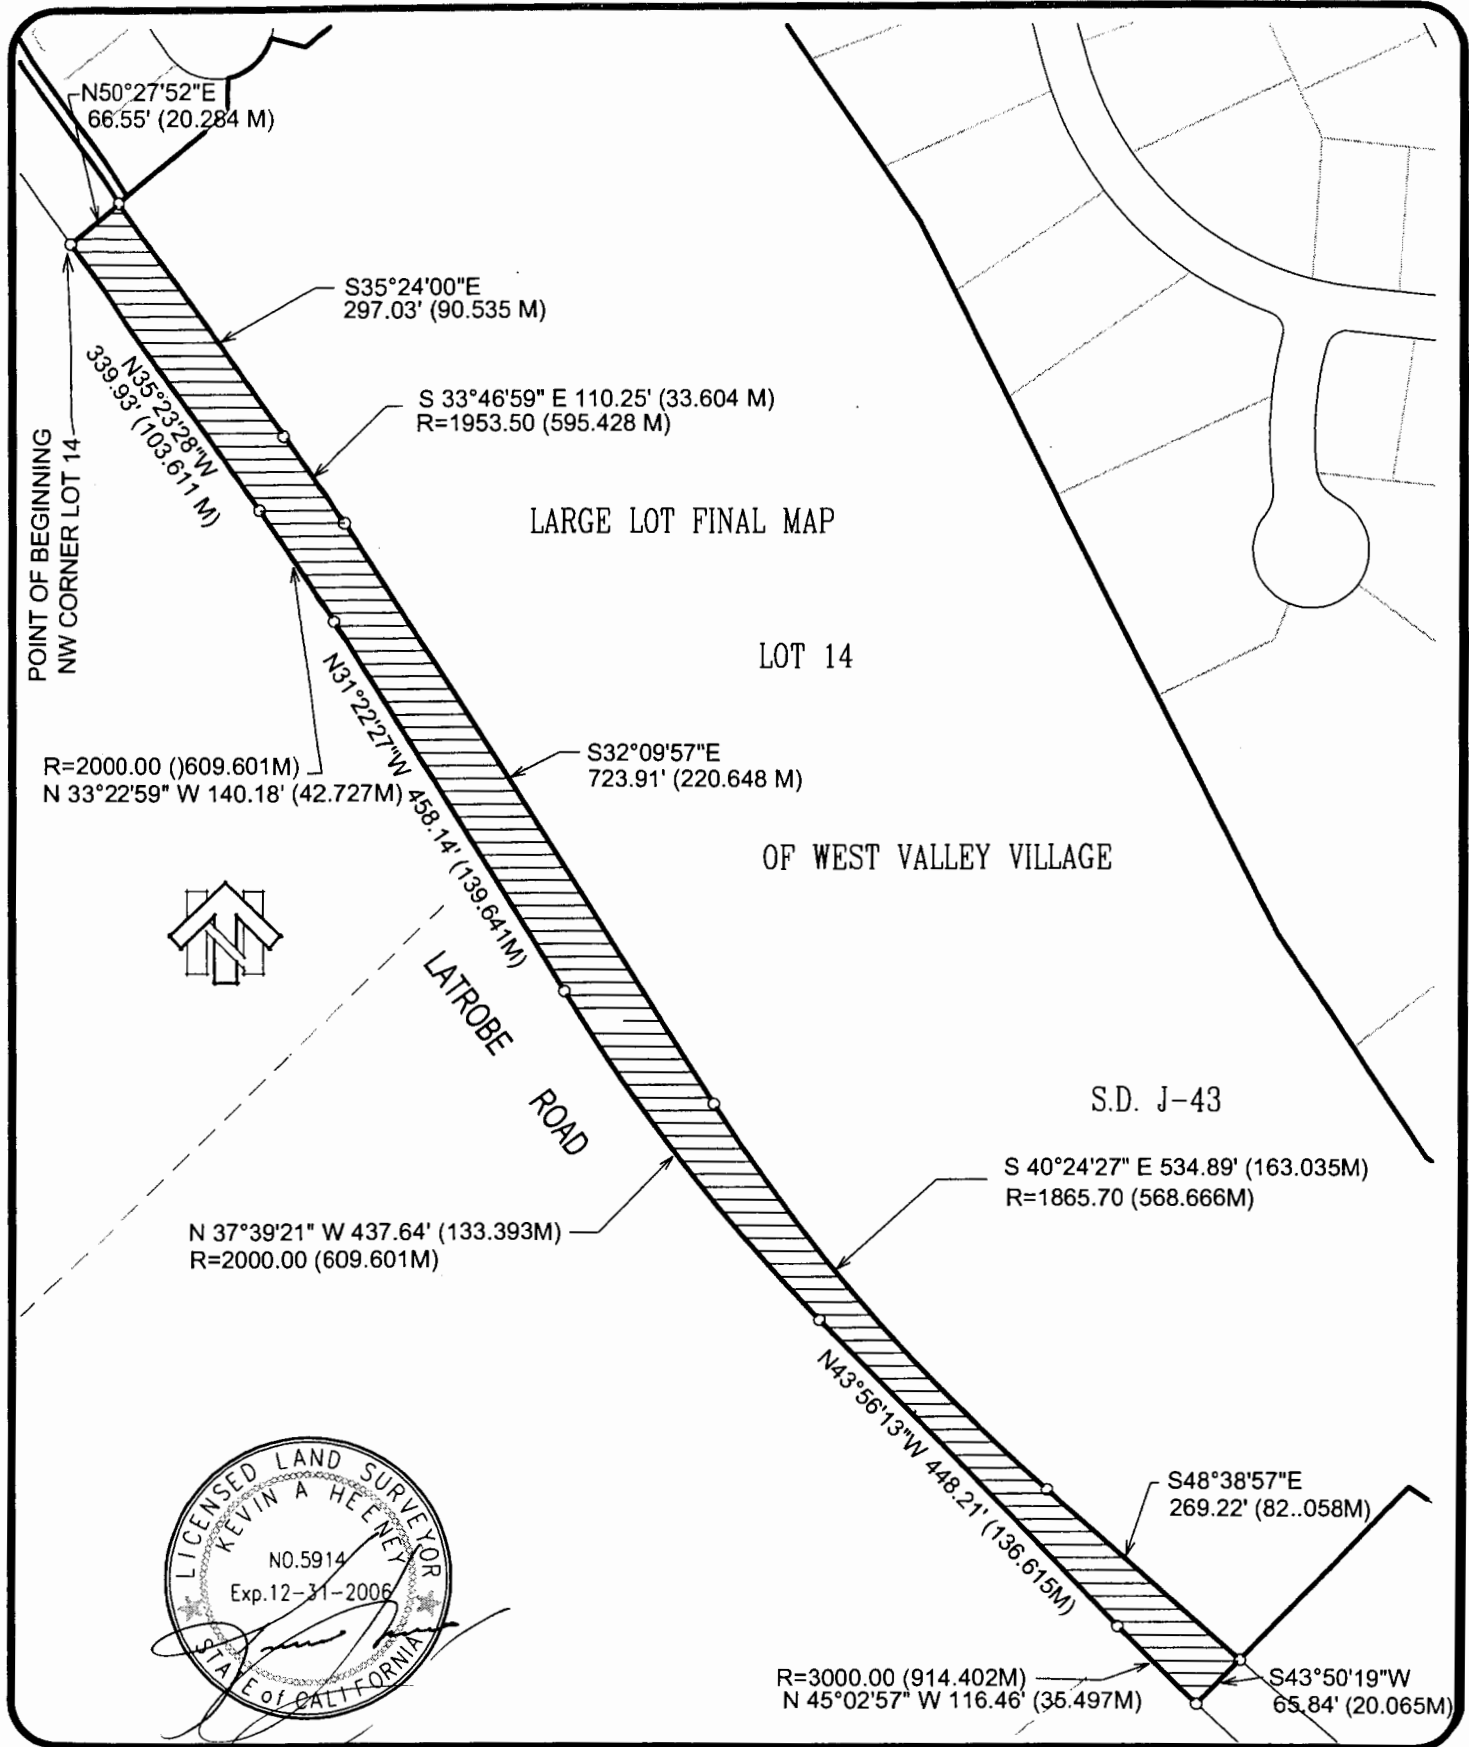 N50°27'52"E
66.55' (20.284 M)
S35°24'00"E
297.03' (90.535 M)
S 33°46'59" E 110.25' (33.604 M)
R=1953.50 (595.428 M)
N35°23'28"W
339.93' (103.611 M)
POINT OF BEGINNING
NW CORNER LOT 14
LARGE LOT FINAL MAP
LOT 14
N31°22'27"W 458.14' (139.641M)
R=2000.00 ()609.601M)
N 33°22'59" W 140.18' (42.727M)
S32°09'57"E
723.91' (220.648 M)
OF WEST VALLEY VILLAGE
N
LATROBE ROAD
S.D. J-43
S 40°24'27" E 534.89' (163.035M)
R=1865.70 (568.666M)
N 37°39'21" W 437.64' (133.393M)
R=2000.00 (609.601M)
N43°56'13"W 448.21' (136.615M)
S48°38'57"E
269.22' (82..058M)
LICENSED LAND SURVEYOR
KEVIN A HEENEY
NO.5914
Exp.12-31-2006
STATE of CALIFORNIA
R=3000.00 (914.402M)
N 45°02'57" W 116.46' (35.497M)
S43°50'19"W
65.84' (20.065M)